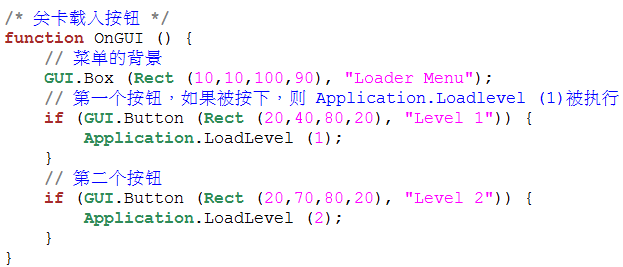 /* 关卡载入按钮 */
function OnGUI () {
    // 菜单的背景
    GUI.Box (Rect (10,10,100,90), "Loader Menu");
    // 第一个按钮，如果被按下，则 Application.Loadlevel (1)被执行
    if (GUI.Button (Rect (20,40,80,20), "Level 1")) {
        Application.LoadLevel (1);
    }
    // 第二个按钮
    if (GUI.Button (Rect (20,70,80,20), "Level 2")) {
        Application.LoadLevel (2);
    }
}